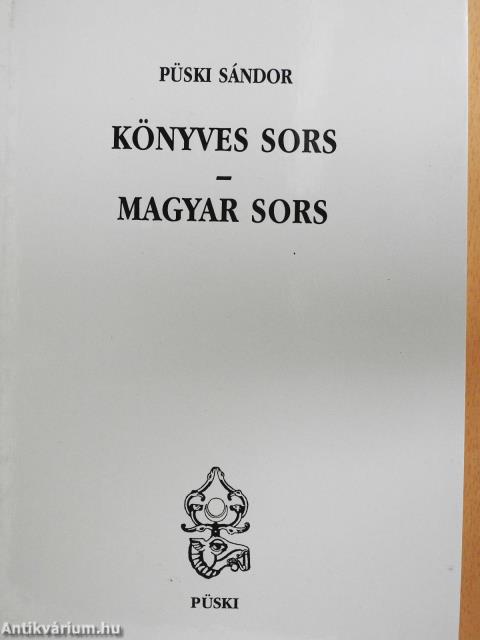 PÜSKI SÁNDOR
KÖNYVES SORS
–
MAGYAR SORS
PÜSKI
Antikvárium.hu